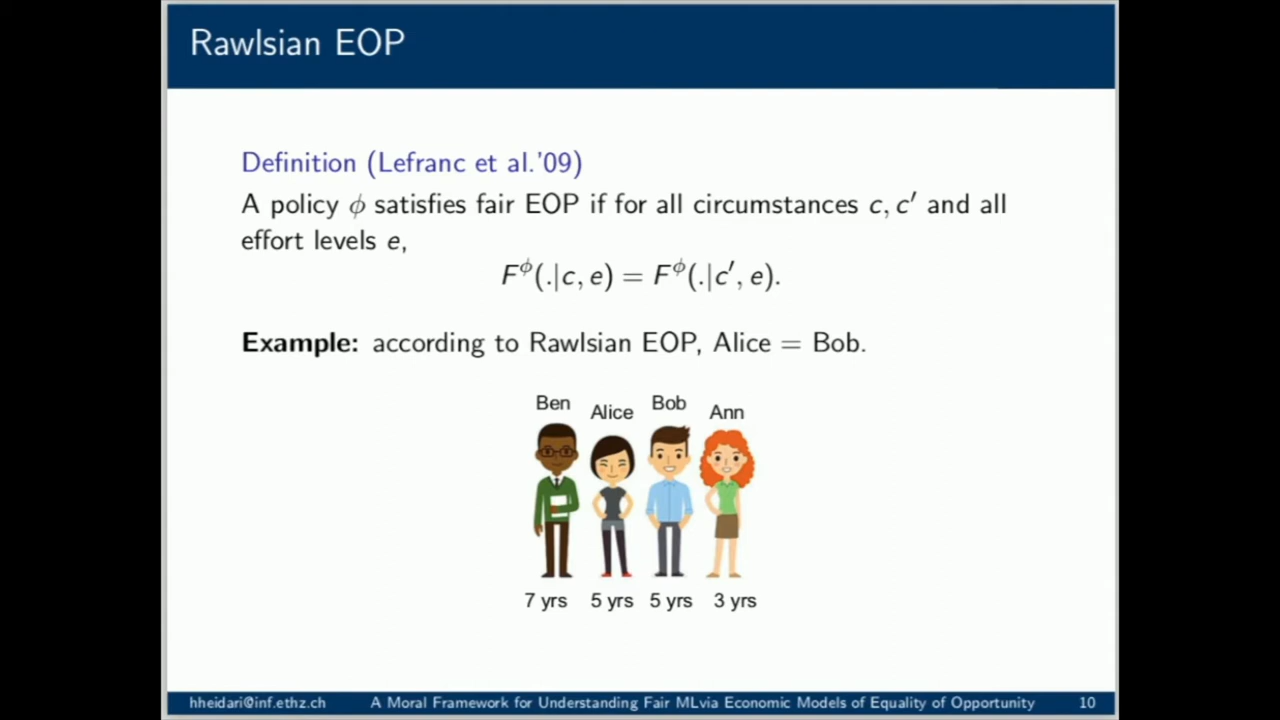 Rawlsian EOP
Definition (Lefranc et al.'09)
A policy ϕ satisfies fair EOP if for all circumstances c, c′ and all
effort levels e,
F^ϕ(.|c, e) = F^ϕ(.|c′, e).
Example: according to Rawlsian EOP, Alice = Bob.
Ben Alice Bob Ann
7 yrs 5 yrs 5 yrs 3 yrs
hheidari@inf.ethz.ch A Moral Framework for Understanding Fair MLvia Economic Models of Equality of Opportunity 10